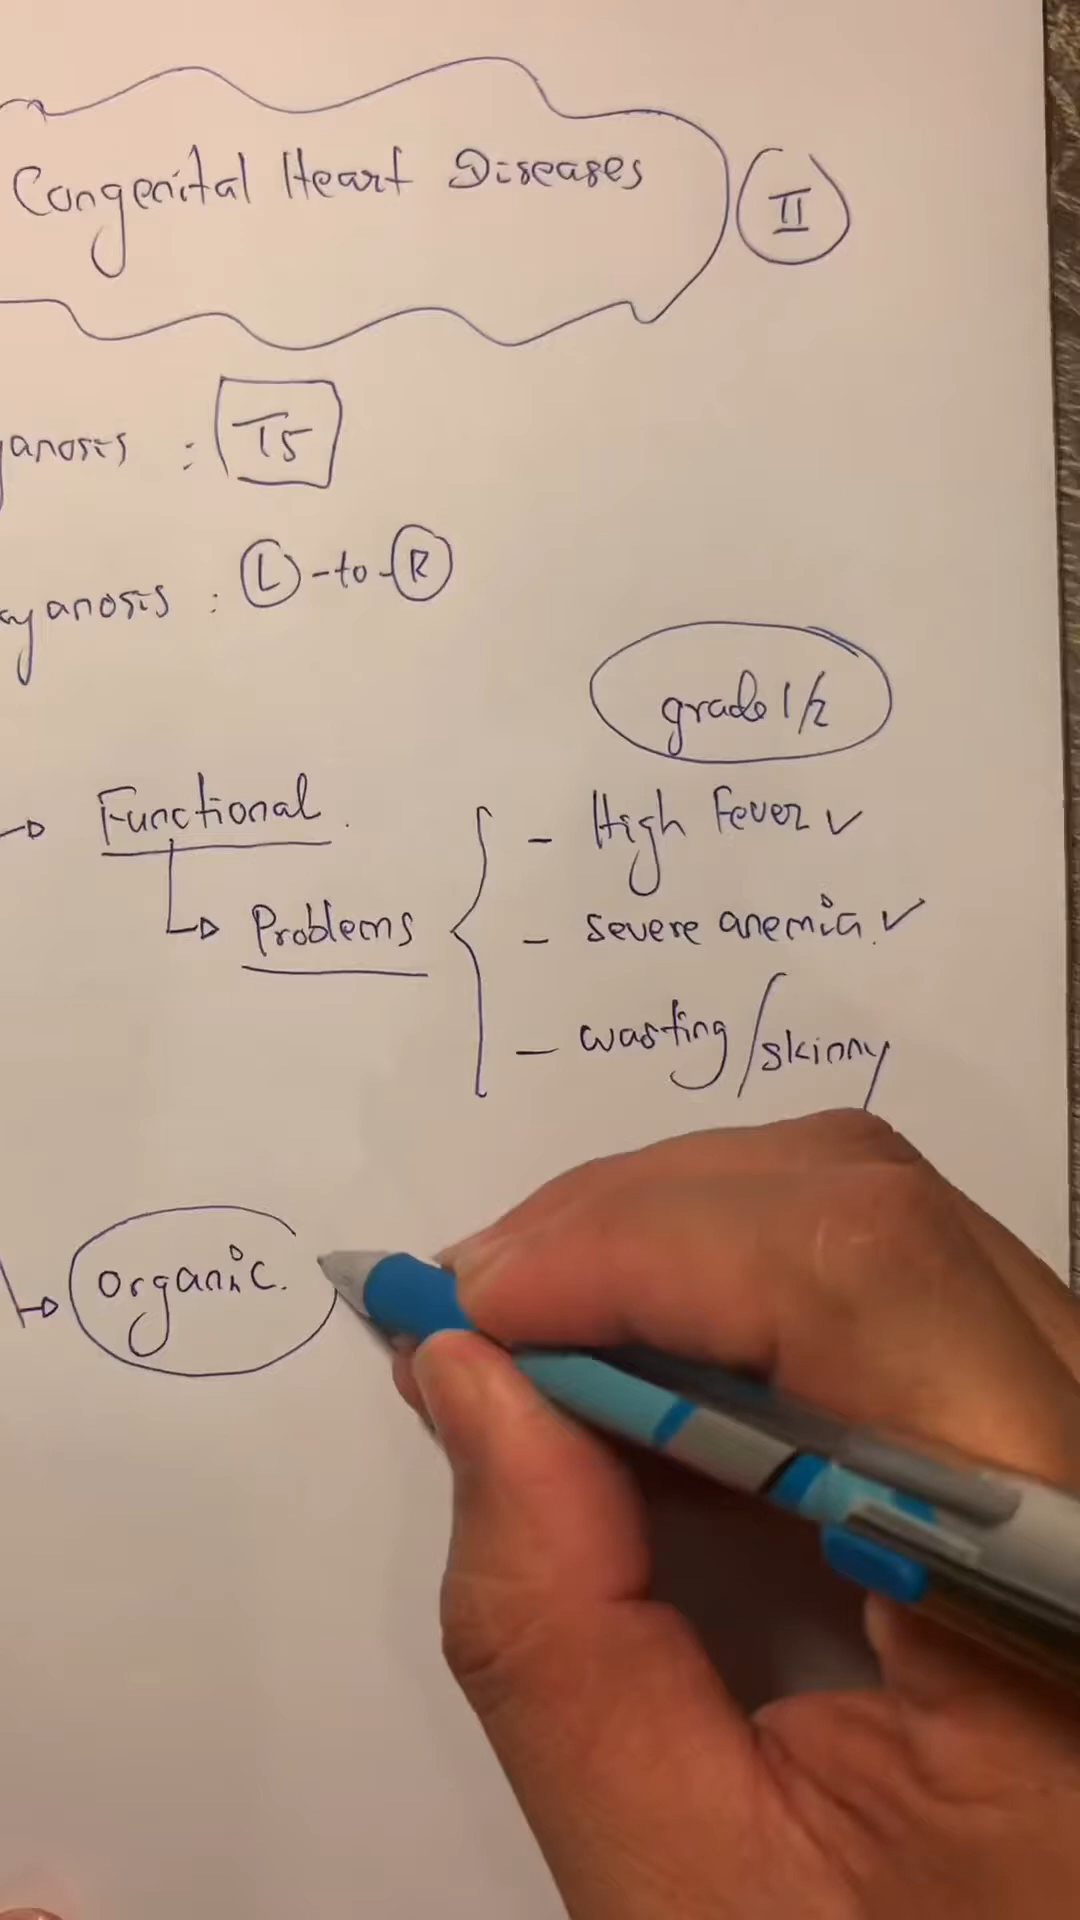 Congenital Heart Diseases II
yanosis : T5
cyanosis : L-to-R
grade 1/2
Functional.
Problems
- High Fever ✓
- severe anemia. ✓
- wasting/skinny
organic.